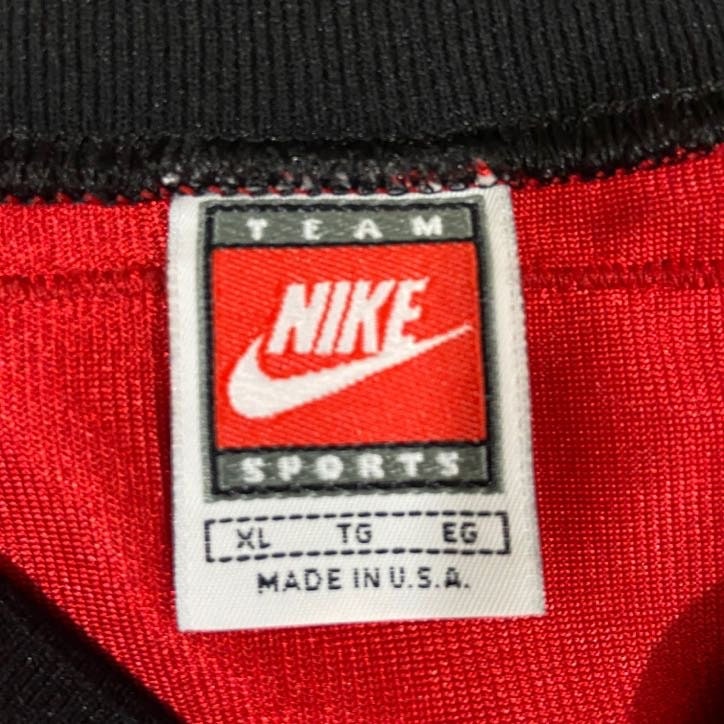 TEAM
NIKE
SPORTS
XL TG EG
MADE IN U.S.A.